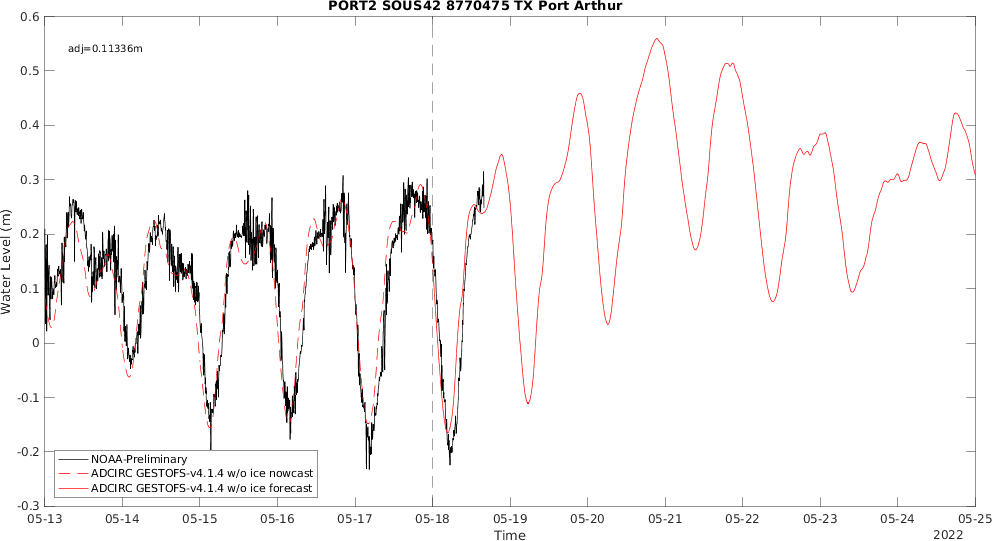 PORT2 SOUS42 8770475 TX Port Arthur
adj=0.11336m
0.6
0.5
0.4
0.3
0.2
0.1
0
-0.1
-0.2
-0.3
Water Level (m)
NOAA-Preliminary
ADCIRC GESTOFS-v4.1.4 w/o ice nowcast
ADCIRC GESTOFS-v4.1.4 w/o ice forecast
05-13 05-14 05-15 05-16 05-17 05-18 05-19 05-20 05-21 05-22 05-23 05-24 05-25
Time
2022